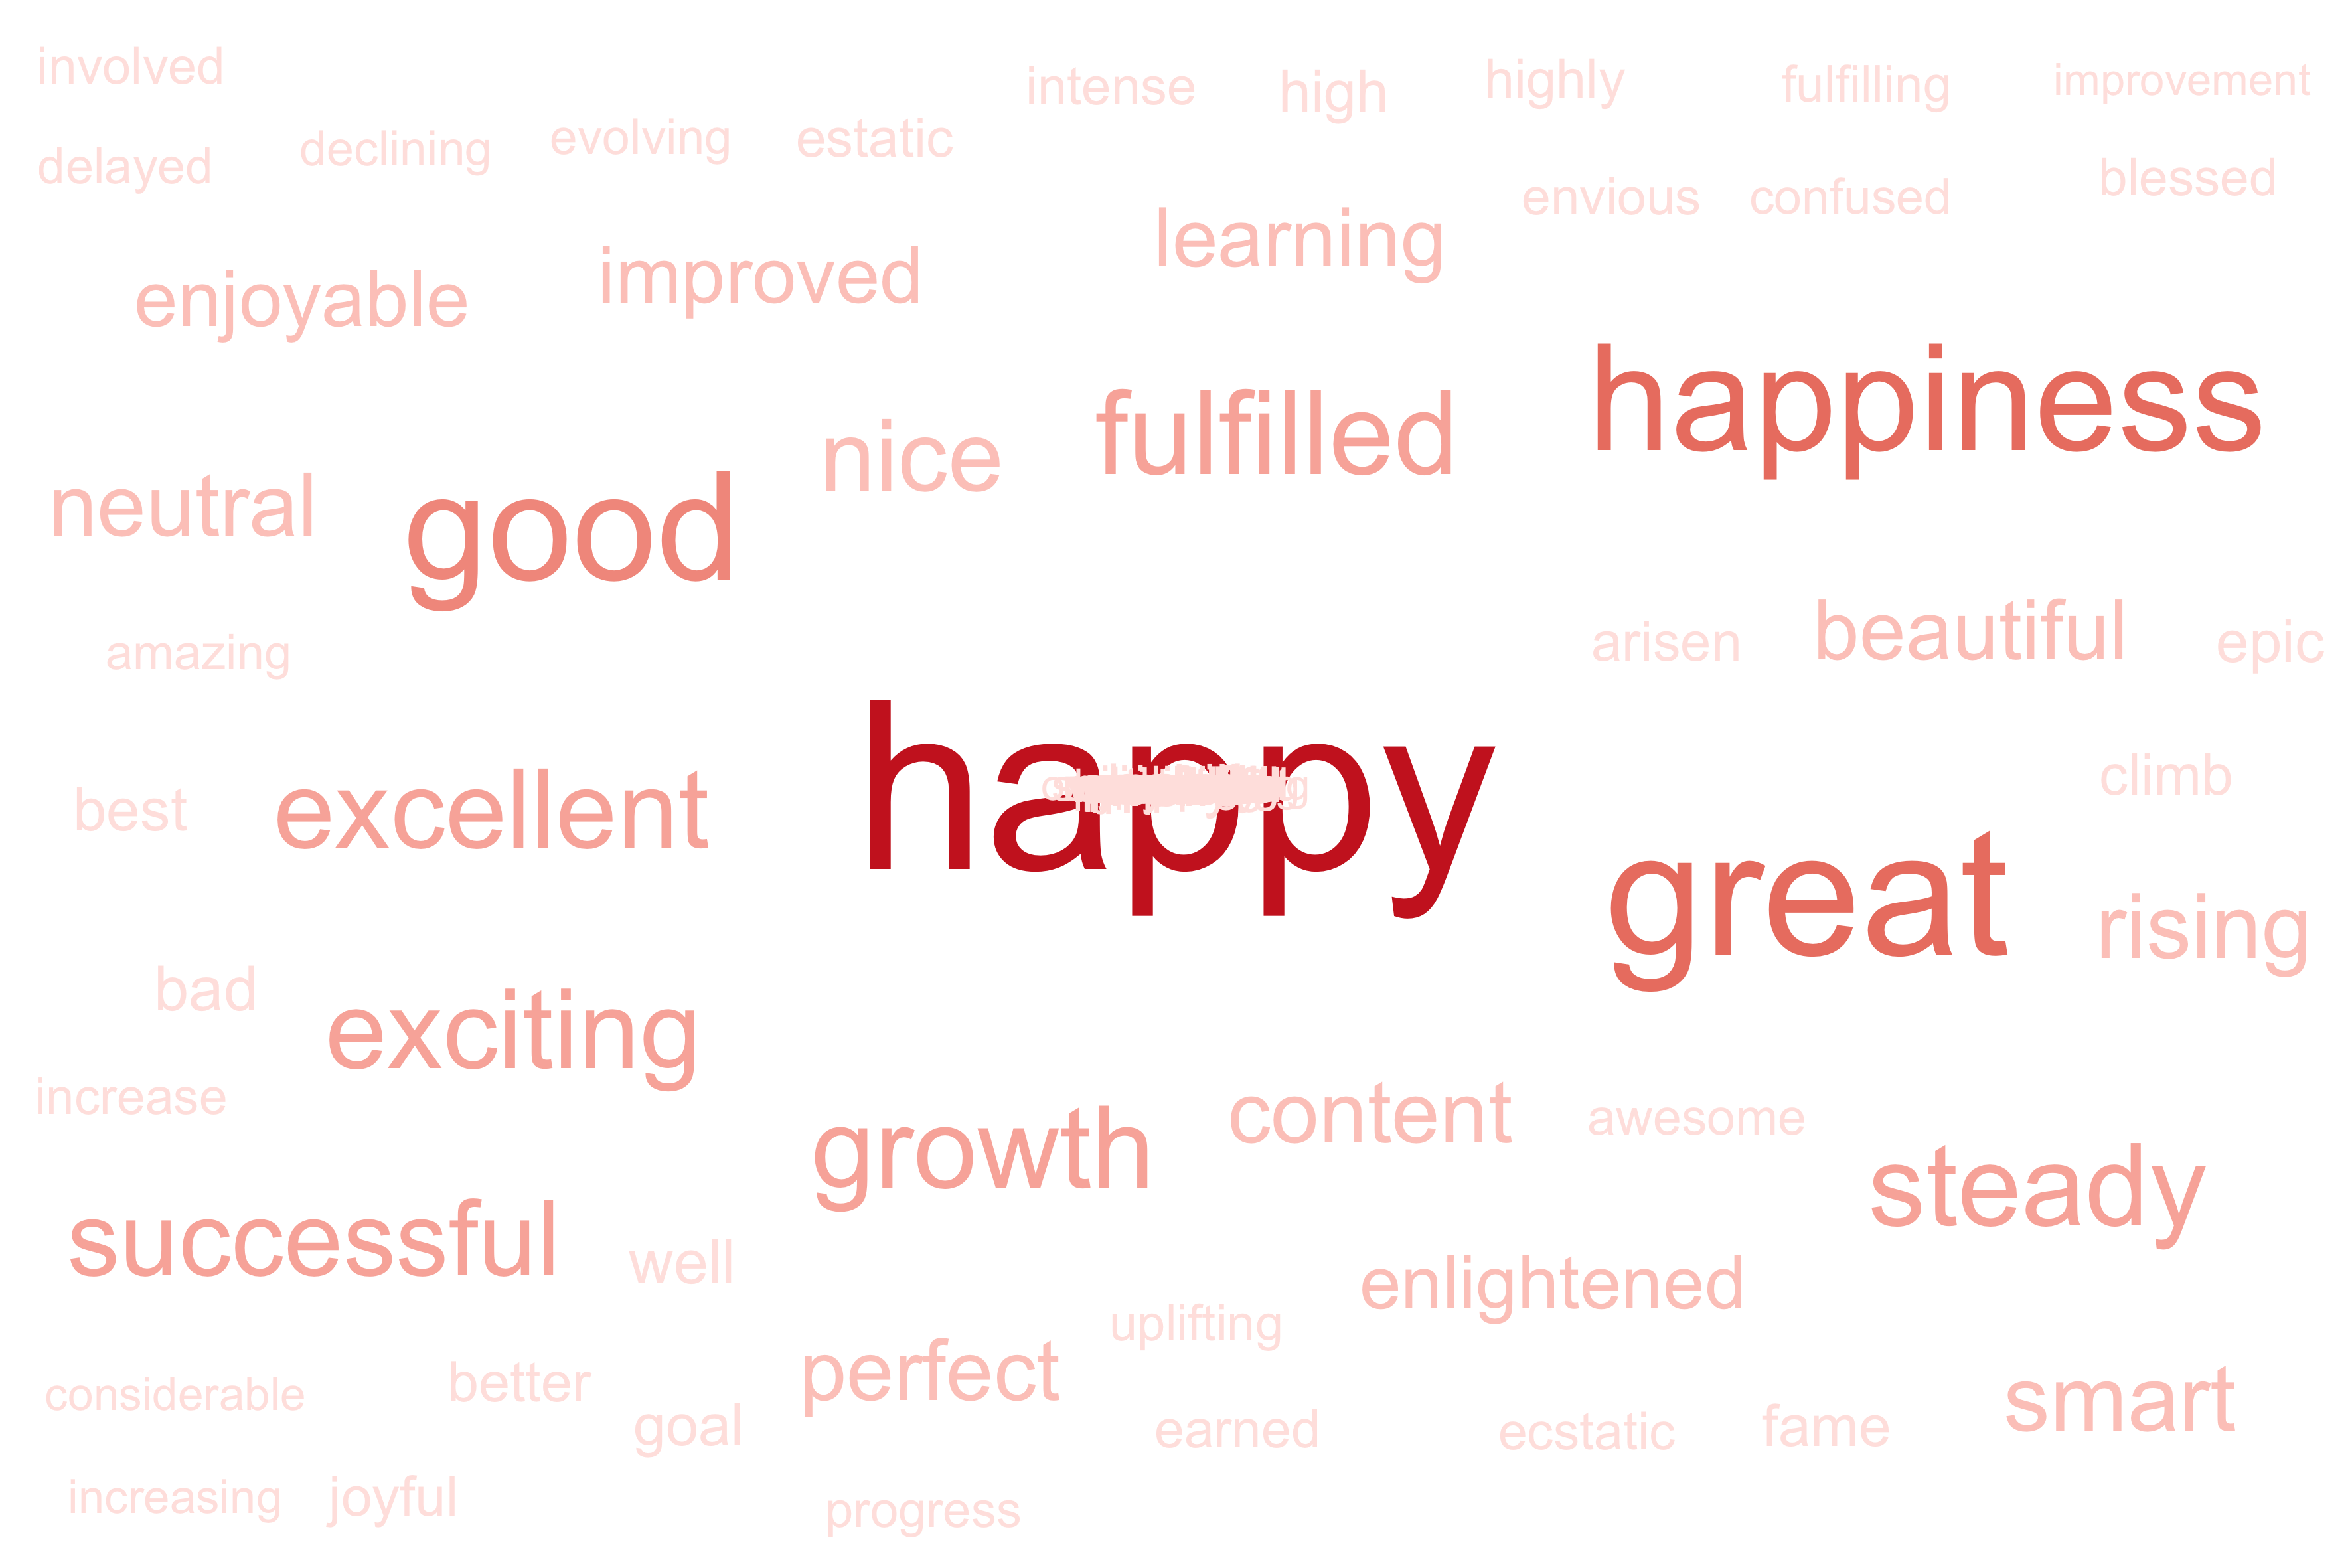 involved
intense
high
highly
fulfilling
improvement
delayed
declining
evolving
estatic
envious
confused
blessed
enjoyable
improved
learning
happiness
neutral
good
nice
fulfilled
amazing
arisen
beautiful
epic
best
excellent
happy
climb
great
rising
bad
exciting
increase
growth
content
awesome
steady
successful
well
enlightened
uplifting
considerable
better
goal
perfect
earned
ecstatic
fame
smart
increasing
joyful
progress